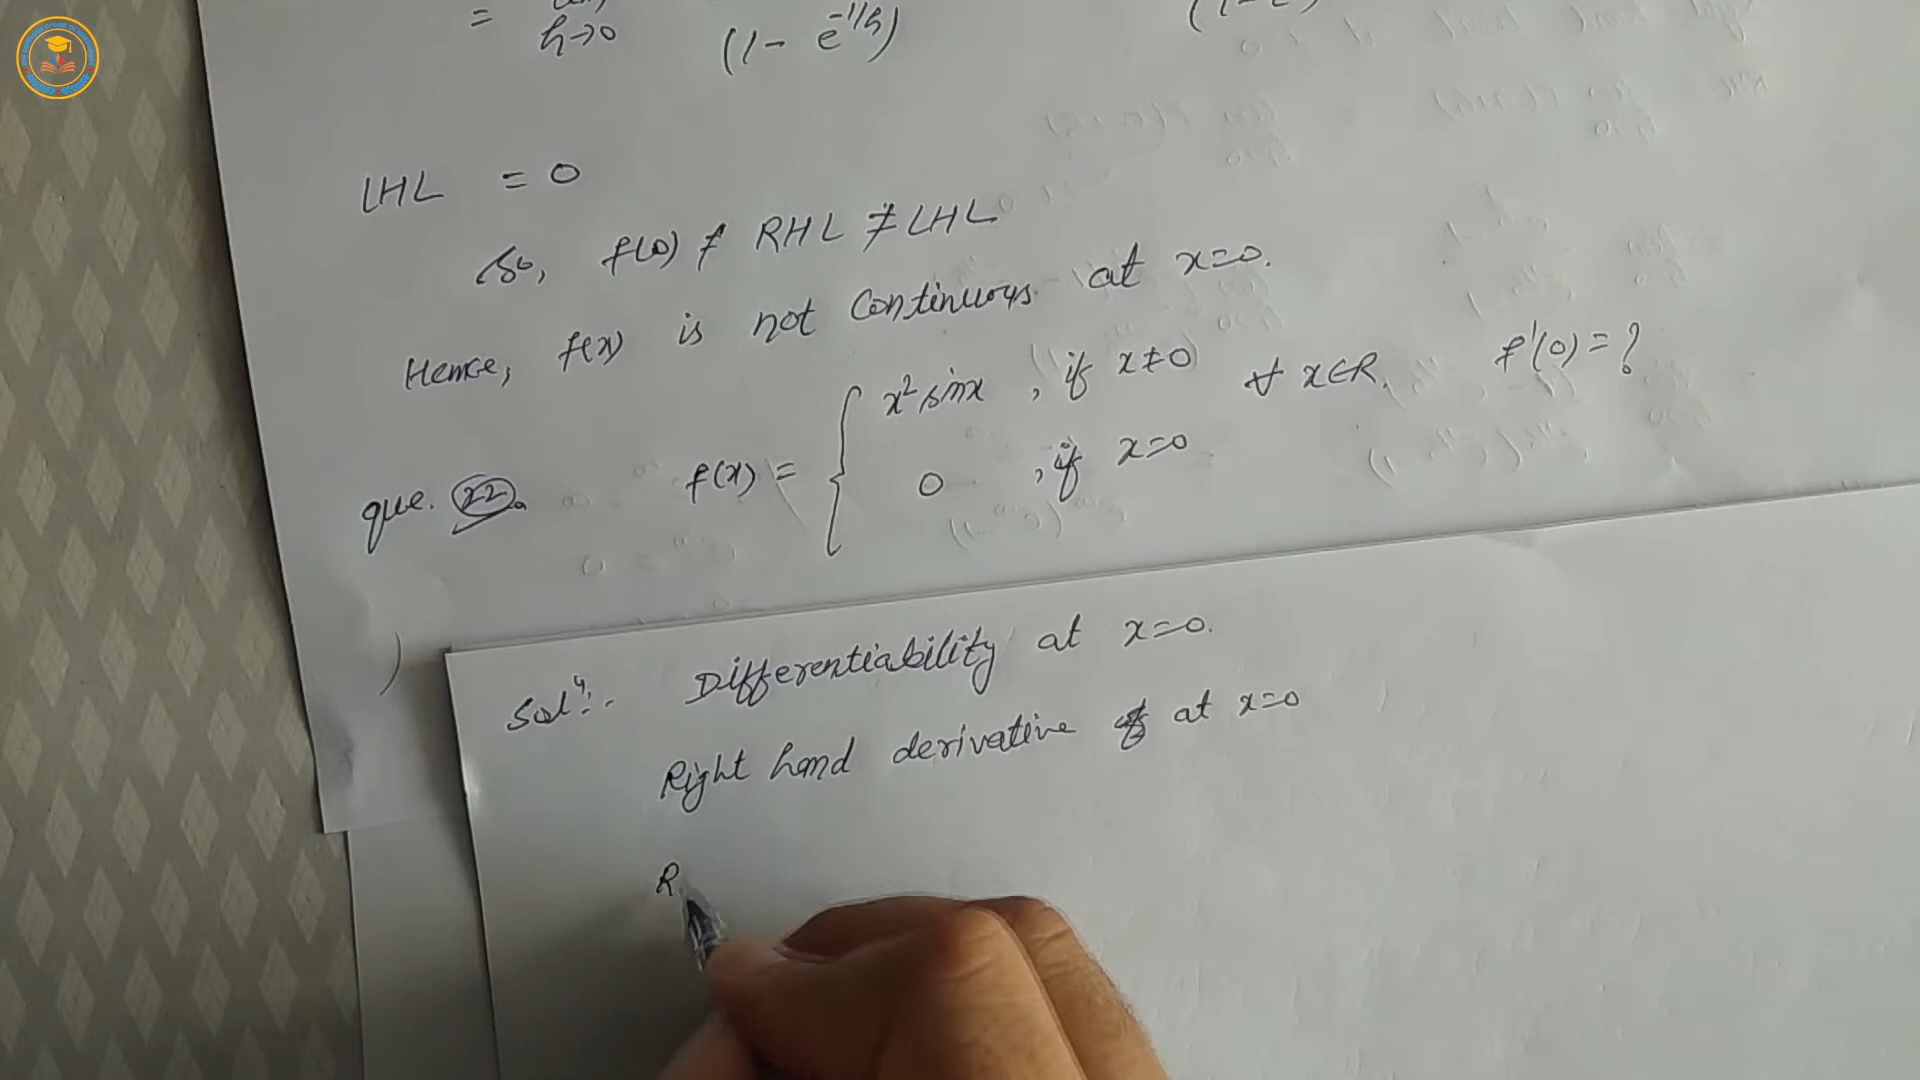 = lim
h→0 (1 - e^-1/h)
LHL = 0
So, f(0) ≠ RHL ≠ LHL
Hence, f(x) is not continuous at x=0.
que. 22. f(x) = { x² sinx , if x≠0 ∀ x∈R. f'(0) = ?
0 , if x=0
Solⁿ:- Differentiability at x=0.
Right hand derivative of at x=0
R